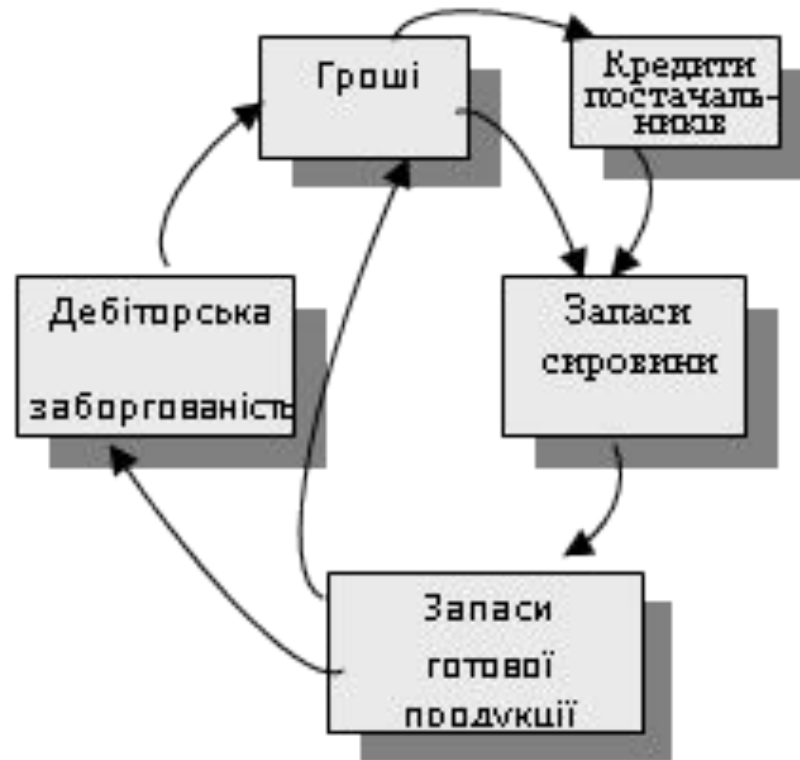 Гроші
Кредити
постачаль-
ників
Дебіторська
заборгованість
Запаси
сировини
Запаси
готової
продукції